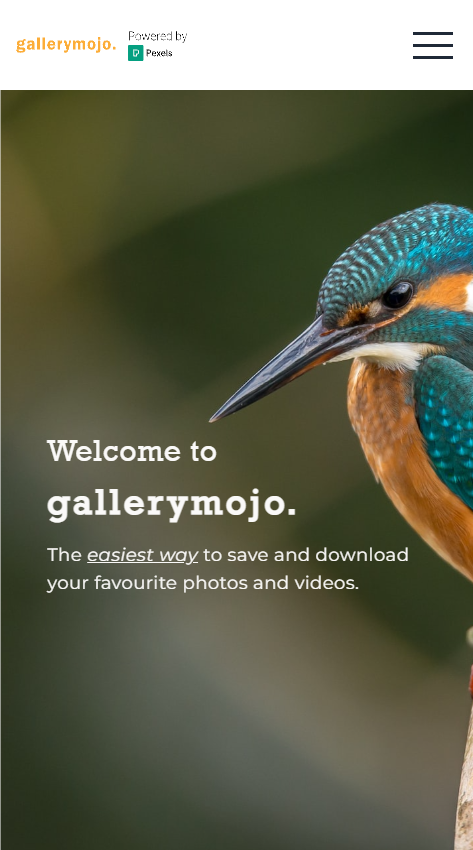 gallerymojo.
Powered by
Pexels
Welcome to
gallerymojo.
The easiest way to save and download
your favourite photos and videos.